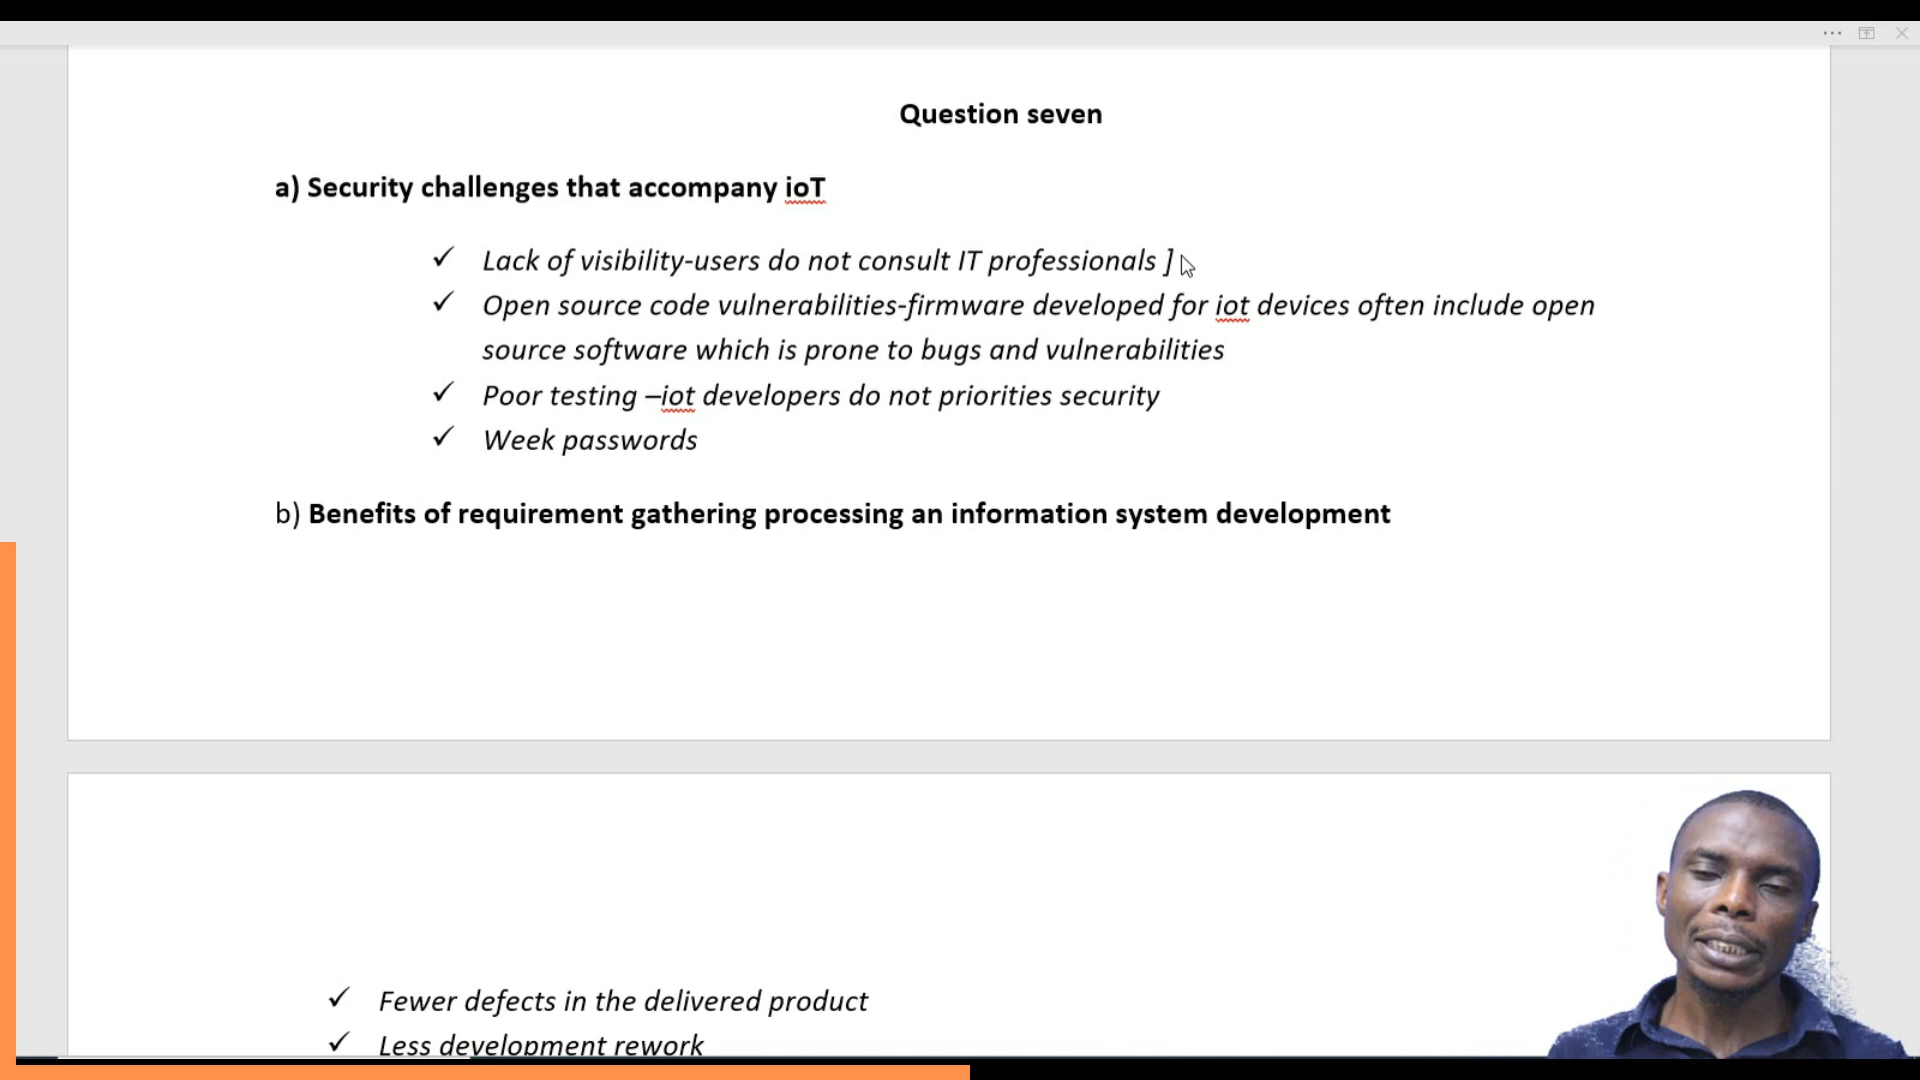 Question seven
a) Security challenges that accompany ioT
✓ Lack of visibility-users do not consult IT professionals ]
✓ Open source code vulnerabilities-firmware developed for iot devices often include open
source software which is prone to bugs and vulnerabilities
✓ Poor testing –iot developers do not priorities security
✓ Week passwords
b) Benefits of requirement gathering processing an information system development
✓ Fewer defects in the delivered product
✓ Less development rework